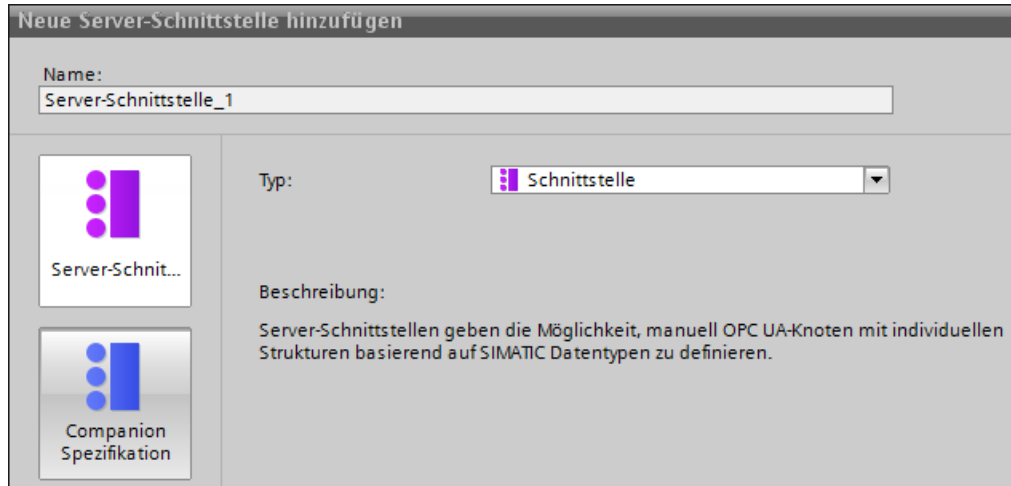 Neue Server-Schnittstelle hinzufügen
Name:
Server-Schnittstelle_1
Server-Schnit...
Companion
Spezifikation
Typ:
Schnittstelle
Beschreibung:
Server-Schnittstellen geben die Möglichkeit, manuell OPC UA-Knoten mit individuellen
Strukturen basierend auf SIMATIC Datentypen zu definieren.